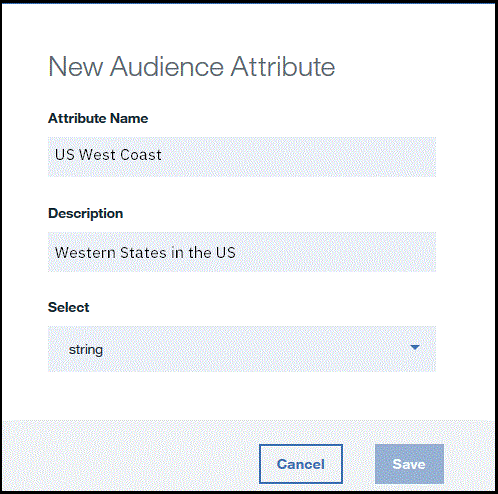 New Audience Attribute
Attribute Name
US West Coast
Description
Western States in the US
Select
string
Cancel
Save